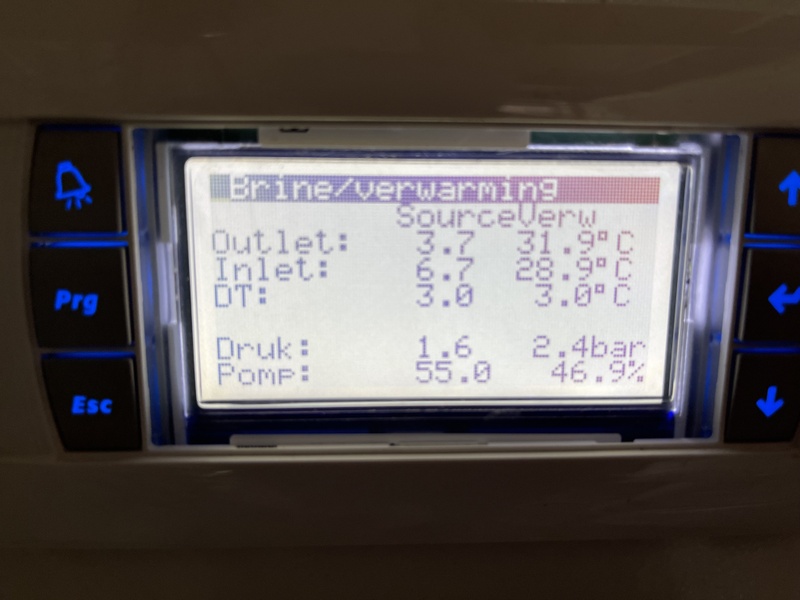 Brine/verwarming
SourceVerw
Outlet: 3.7 31.9°C
Inlet: 6.7 28.9°C
DT: 3.0 3.0°C
Druk: 1.6 2.4bar
Pomp: 55.0 46.9%
Prg
Esc